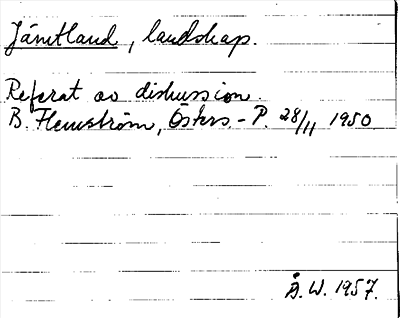 Jämtland, landskap.
Referat av diskussion.
B. Flemström, Östers.-P. 28/11 1950
Å.W. 1957.